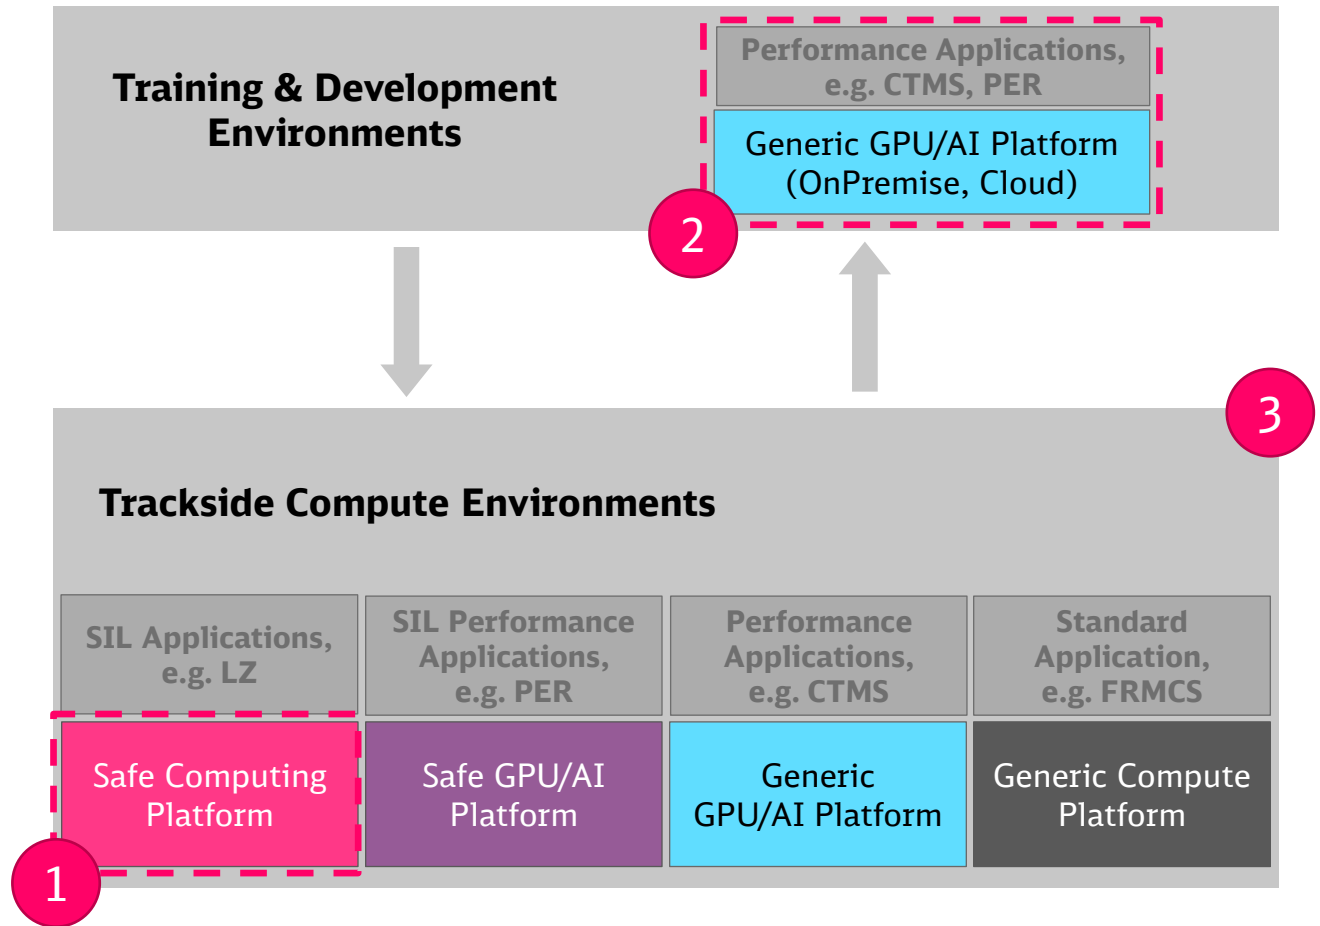 Performance Applications,
e.g. CTMS, PER
Training & Development
Environments
Generic GPU/AI Platform
(OnPremise, Cloud)
2
3
Trackside Compute Environments
SIL Applications,
e.g. LZ
SIL Performance
Applications,
e.g. PER
Performance
Applications,
e.g. CTMS
Standard
Application,
e.g. FRMCS
Safe Computing
Platform
Safe GPU/AI
Platform
Generic
GPU/AI Platform
Generic Compute
Platform
1